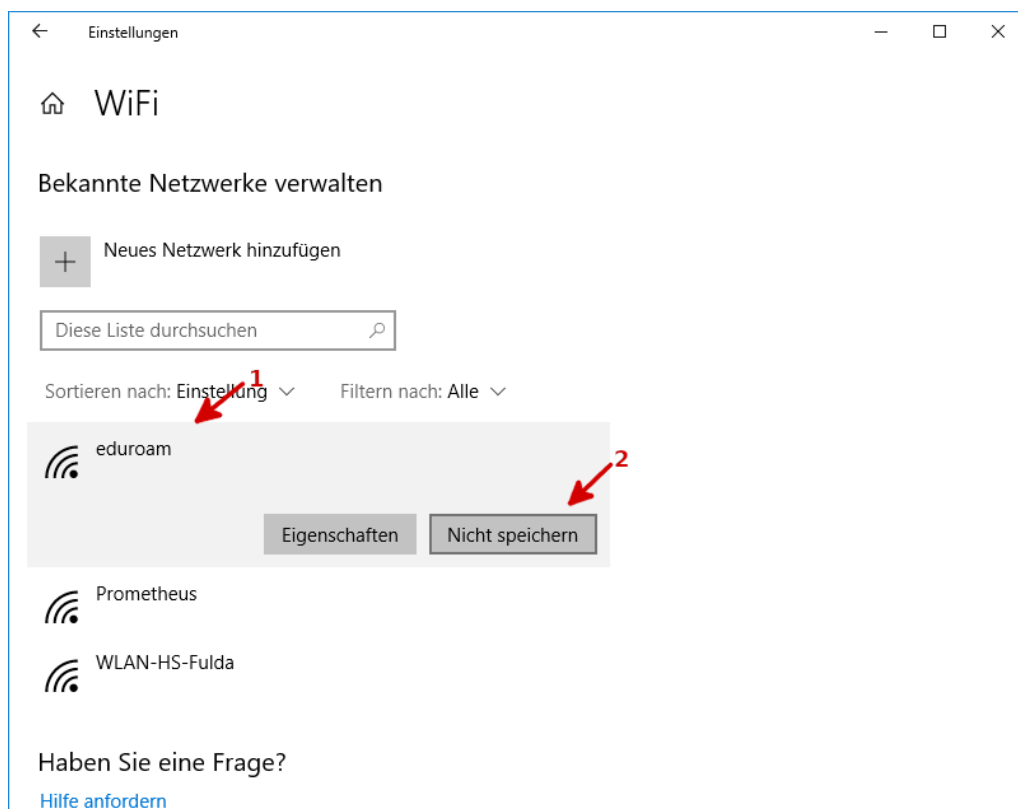 Einstellungen
WiFi
Bekannte Netzwerke verwalten
Neues Netzwerk hinzufügen
Diese Liste durchsuchen
1
Sortieren nach: Einstellung Filtern nach: Alle
eduroam
2
Eigenschaften Nicht speichern
Prometheus
WLAN-HS-Fulda
Haben Sie eine Frage?
Hilfe anfordern